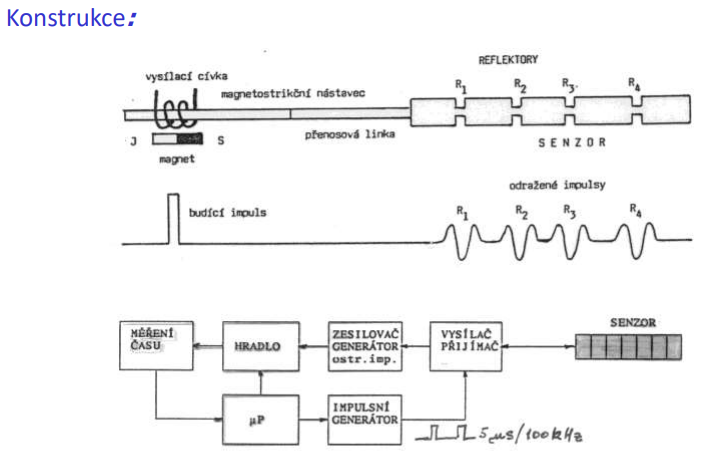 Konstrukce:
REFLEKTORY
vysílací cívka
R1 R2 R3 R4
magnetostrikční nástavec
přenosová linka
J S
SENZOR
magnet
odražené impulsy
budící impuls
R1 R2 R3 R4
SENZOR
MĚŘENÍ
ČASU
HRADLO
ZESILOVAČ
GENERÁTOR
ostr.imp.
VYSÍLAČ
PŘIJÍMAČ
µP
IMPULSNÍ
GENERÁTOR
5µs/100kHz